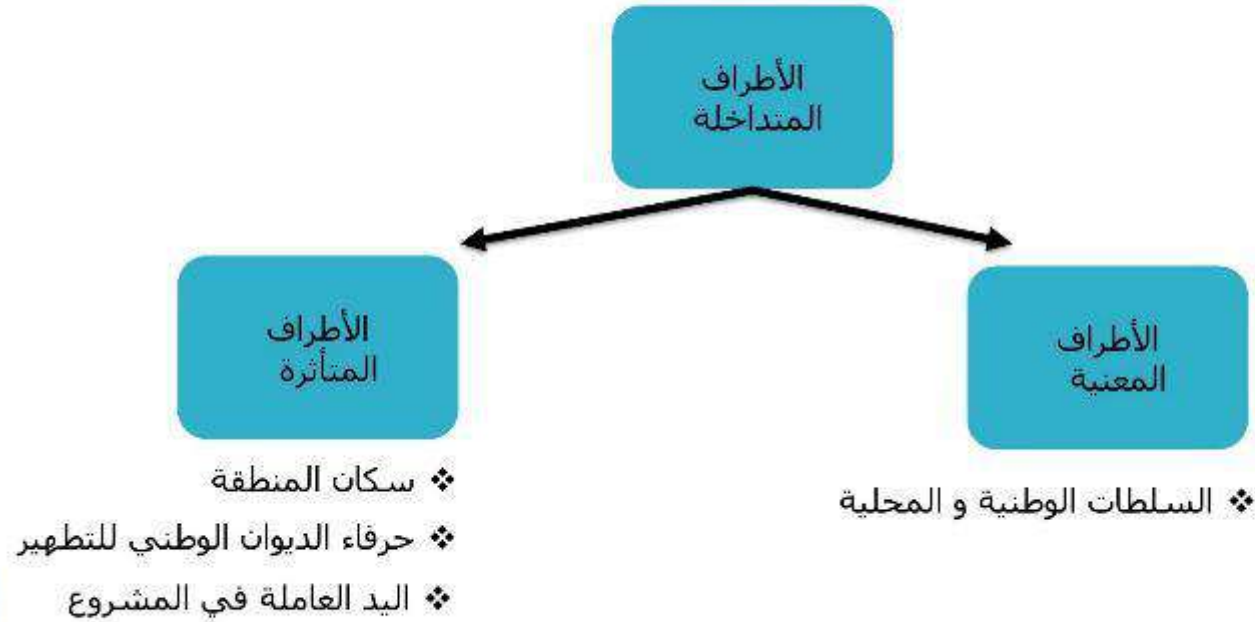 الأطراف
المتداخلة
الأطراف
المعنية
❖ السلطات الوطنية و المحلية
الأطراف
المتأثرة
❖ سكان المنطقة
❖ حرفاء الديوان الوطني للتطهير
❖ اليد العاملة في المشروع